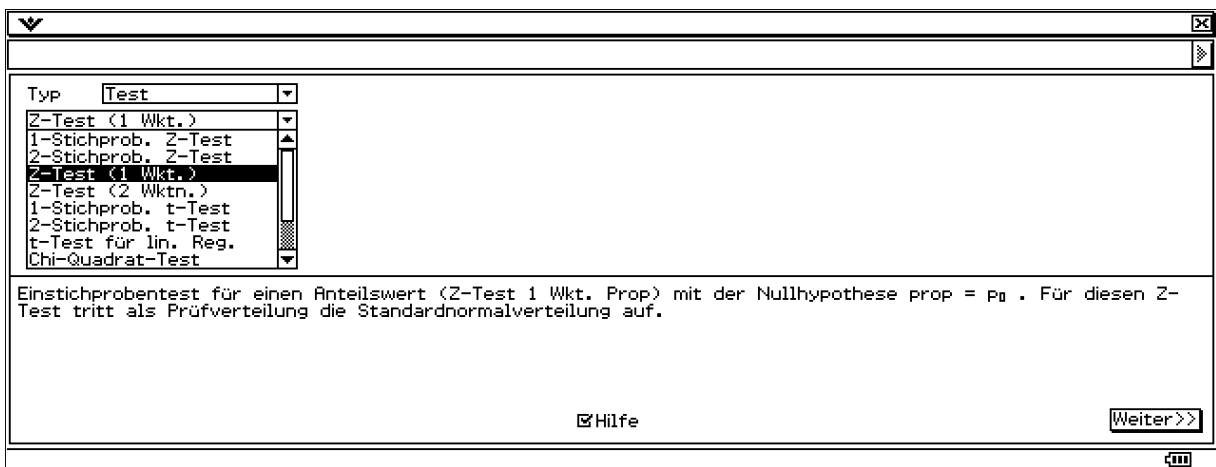 Typ Test
Z-Test (1 Wkt.)
1-Stichprob. Z-Test
2-Stichprob. Z-Test
Z-Test (1 Wkt.)
Z-Test (2 Wktn.)
1-Stichprob. t-Test
2-Stichprob. t-Test
t-Test für lin. Reg.
Chi-Quadrat-Test
Einstichprobentest für einen Anteilswert (Z-Test 1 Wkt. Prop) mit der Nullhypothese prop = p₀ . Für diesen Z-
Test tritt als Prüfverteilung die Standardnormalverteilung auf.
Hilfe
Weiter>>